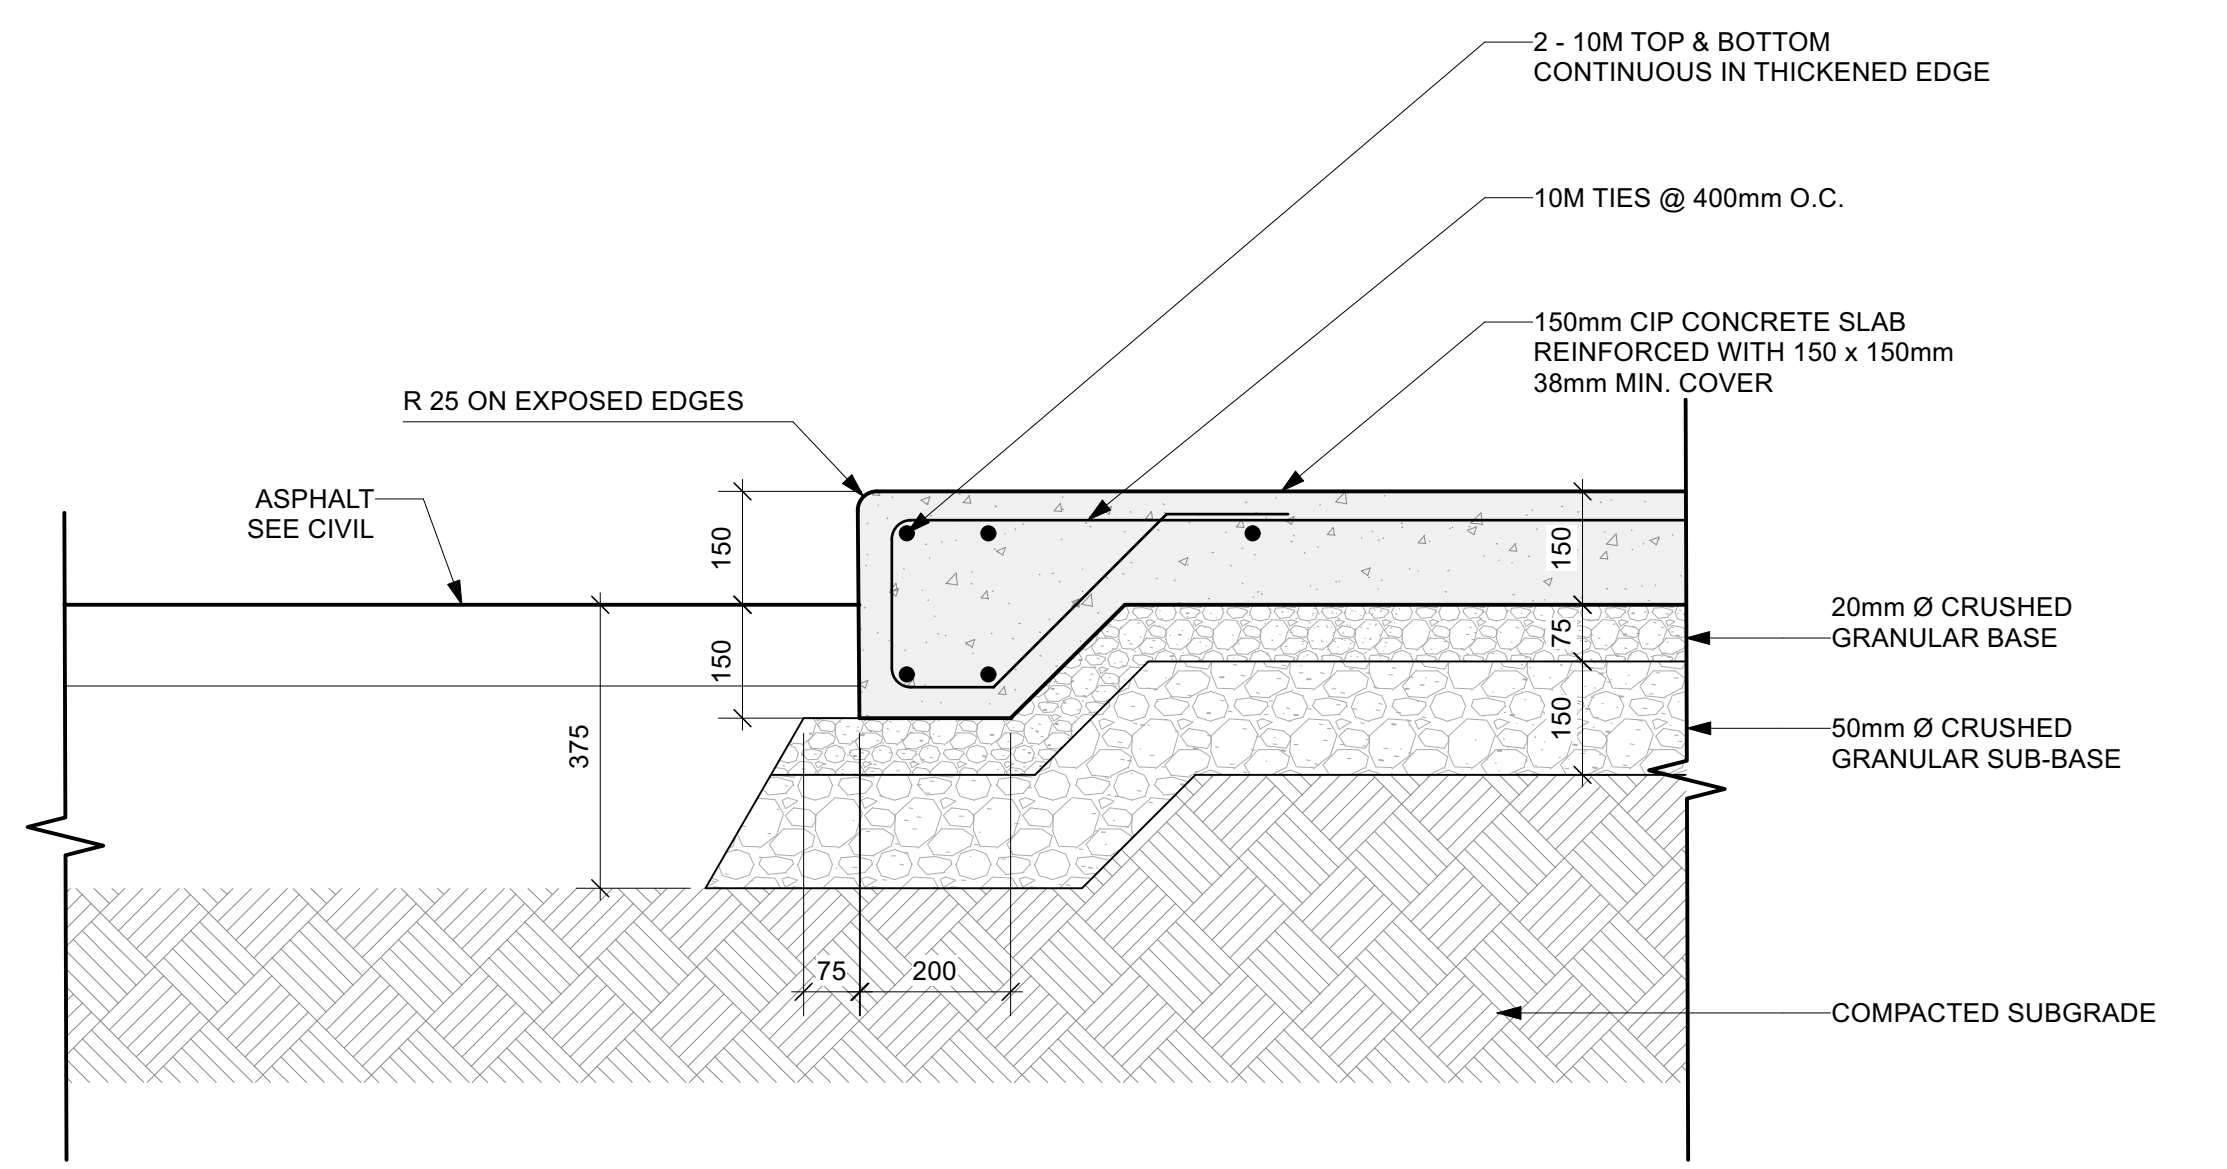 2 - 10M TOP & BOTTOM
CONTINUOUS IN THICKENED EDGE
10M TIES @ 400mm O.C.
150mm CIP CONCRETE SLAB
REINFORCED WITH 150 x 150mm
38mm MIN. COVER
R 25 ON EXPOSED EDGES
ASPHALT
SEE CIVIL
150
150
150
75
150
375
20mm Ø CRUSHED
GRANULAR BASE
50mm Ø CRUSHED
GRANULAR SUB-BASE
75
200
COMPACTED SUBGRADE